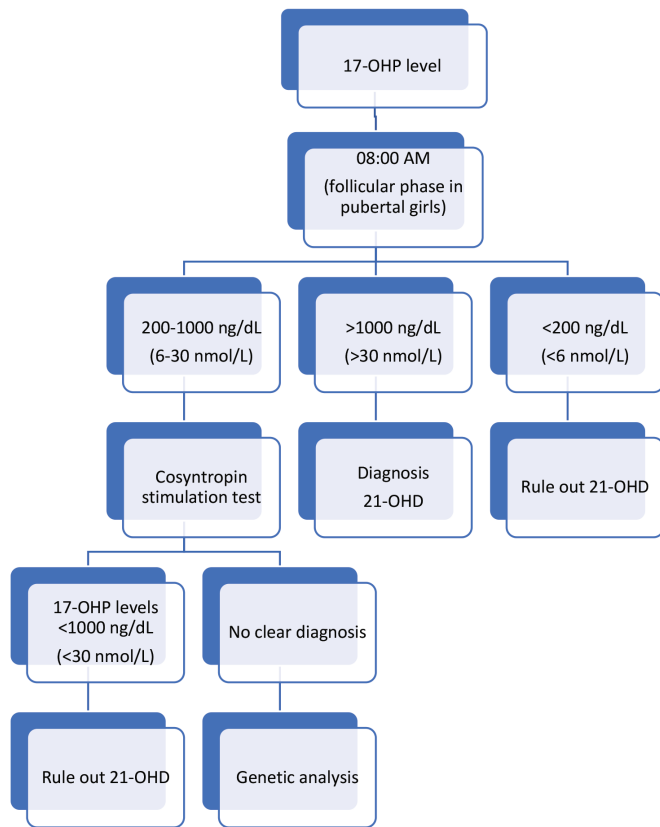 17-OHP level
08:00 AM
(follicular phase in
pubertal girls)
200-1000 ng/dL
(6-30 nmol/L)
>1000 ng/dL
(>30 nmol/L)
<200 ng/dL
(<6 nmol/L)
Cosyntropin
stimulation test
Diagnosis
21-OHD
Rule out 21-OHD
17-OHP levels
<1000 ng/dL
(<30 nmol/L)
No clear diagnosis
Rule out 21-OHD
Genetic analysis